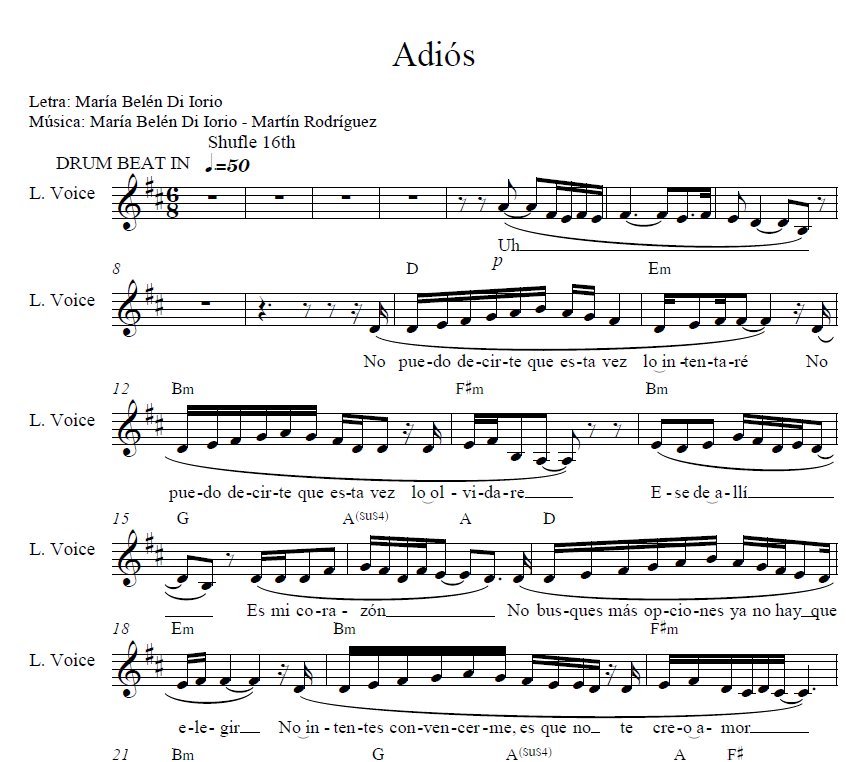 Adiós
Letra: María Belén Di Iorio
Música: María Belén Di Iorio - Martín Rodríguez
Shufle 16th
DRUM BEAT IN ♩=50
L. Voice
6/8
Uh
p
8 D Em
L. Voice
No pue-do de-cir-te que es-ta vez lo in-ten-ta-ré No
12 Bm F♯m Bm
L. Voice
pue-do de-cir-te que es-ta vez lo ol - vi-da-re E - se de a-llí
15 G A(sus4) A D
L. Voice
Es mi co-ra - zón No bus-ques más op-cio-nes ya no hay que
18 Em Bm F♯m
L. Voice
e-le-gir No in-ten-tes con-ven-cer-me, es que no te cre-o a-mor
21 Bm G A(sus4) A F♯